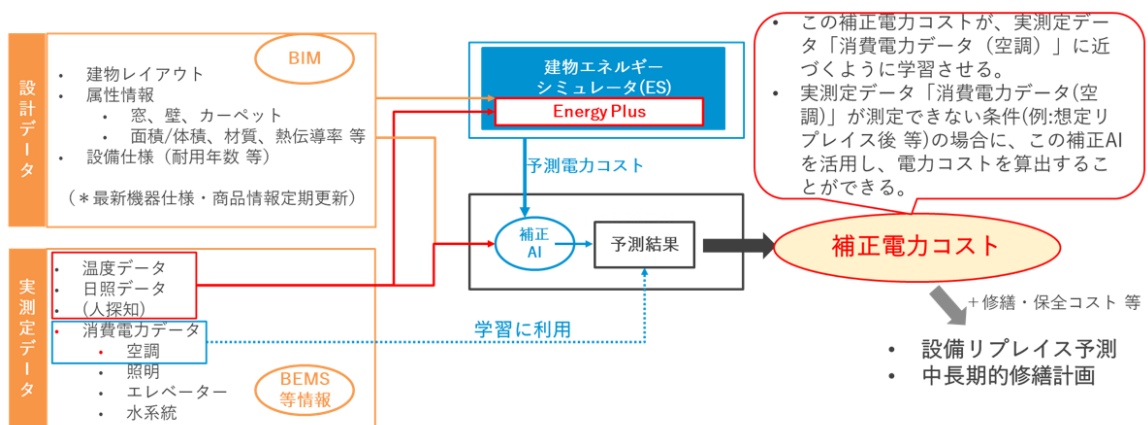 設計データ
BIM
• 建物レイアウト
• 属性情報
• 窓、壁、カーペット
• 面積/体積、材質、熱伝導率 等
• 設備仕様（耐用年数 等）
（＊最新機器仕様・商品情報定期更新）
実測定データ
• 温度データ
• 日照データ
(人探知)
• 消費電力データ
• 空調
• 照明
• エレベーター
• 水系統
BEMS
等情報
建物エネルギー
シミュレータ(ES)
Energy Plus
予測電力コスト
補正
AI
予測結果
学習に利用
• この補正電力コストが、実測定デー
タ「消費電力データ（空調）」に近
づくように学習させる。
• 実測定データ「消費電力データ(空
調)」が測定できない条件(例:想定リ
プレイス後 等)の場合に、この補正AI
を活用し、電力コストを算出するこ
とができる。
補正電力コスト
＋修繕・保全コスト 等
• 設備リプレイス予測
• 中長期的修繕計画